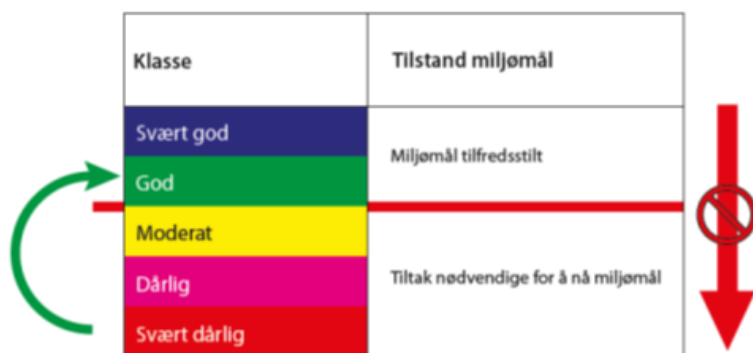 Klasse
Tilstand miljømål
Svært god
Miljømål tilfredsstilt
God
Moderat
Dårlig
Tiltak nødvendige for å nå miljømål
Svært dårlig